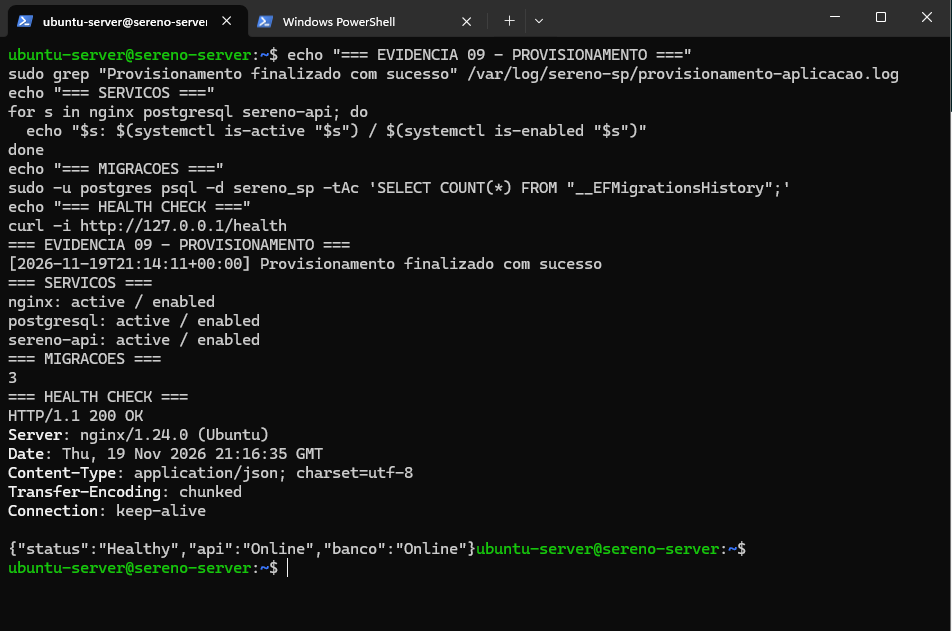 ubuntu-server@sereno-server
Windows PowerShell
ubuntu-server@sereno-server:~$ echo "=== EVIDENCIA 09 - PROVISIONAMENTO ==="
sudo grep "Provisionamento finalizado com sucesso" /var/log/sereno-sp/provisionamento-aplicacao.log
echo "=== SERVICOS ==="
for s in nginx postgresql sereno-api; do
  echo "$s: $(systemctl is-active "$s") / $(systemctl is-enabled "$s")"
done
echo "=== MIGRACOES ==="
sudo -u postgres psql -d sereno_sp -tAc 'SELECT COUNT(*) FROM "__EFMigrationsHistory";'
echo "=== HEALTH CHECK ==="
curl -i http://127.0.0.1/health
=== EVIDENCIA 09 - PROVISIONAMENTO ===
[2026-11-19T21:14:11+00:00] Provisionamento finalizado com sucesso
=== SERVICOS ===
nginx: active / enabled
postgresql: active / enabled
sereno-api: active / enabled
=== MIGRACOES ===
3
=== HEALTH CHECK ===
HTTP/1.1 200 OK
Server: nginx/1.24.0 (Ubuntu)
Date: Thu, 19 Nov 2026 21:16:35 GMT
Content-Type: application/json; charset=utf-8
Transfer-Encoding: chunked
Connection: keep-alive

{"status":"Healthy","api":"Online","banco":"Online"}ubuntu-server@sereno-server:~$
ubuntu-server@sereno-server:~$